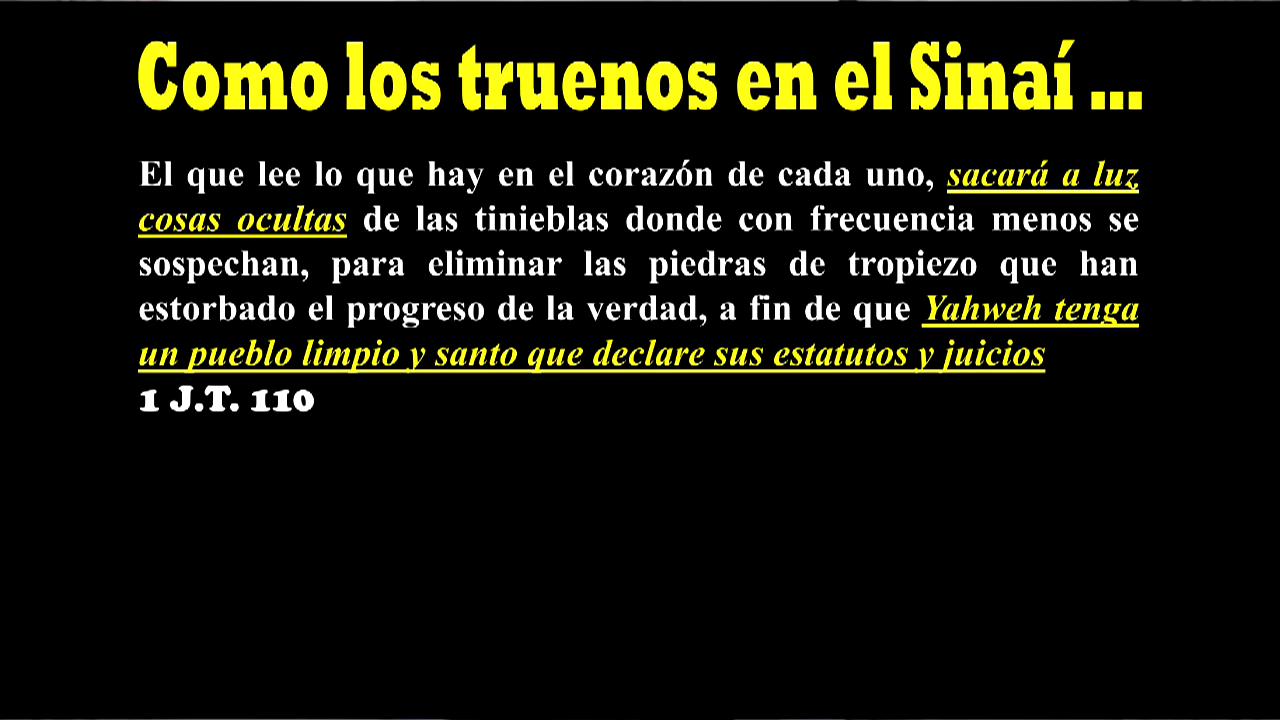 Como los truenos en el Sinaí ...
El que lee lo que hay en el corazón de cada uno, sacará a luz
cosas ocultas de las tinieblas donde con frecuencia menos se
sospechan, para eliminar las piedras de tropiezo que han
estorbado el progreso de la verdad, a fin de que Yahweh tenga
un pueblo limpio y santo que declare sus estatutos y juicios
1 J.T. 110